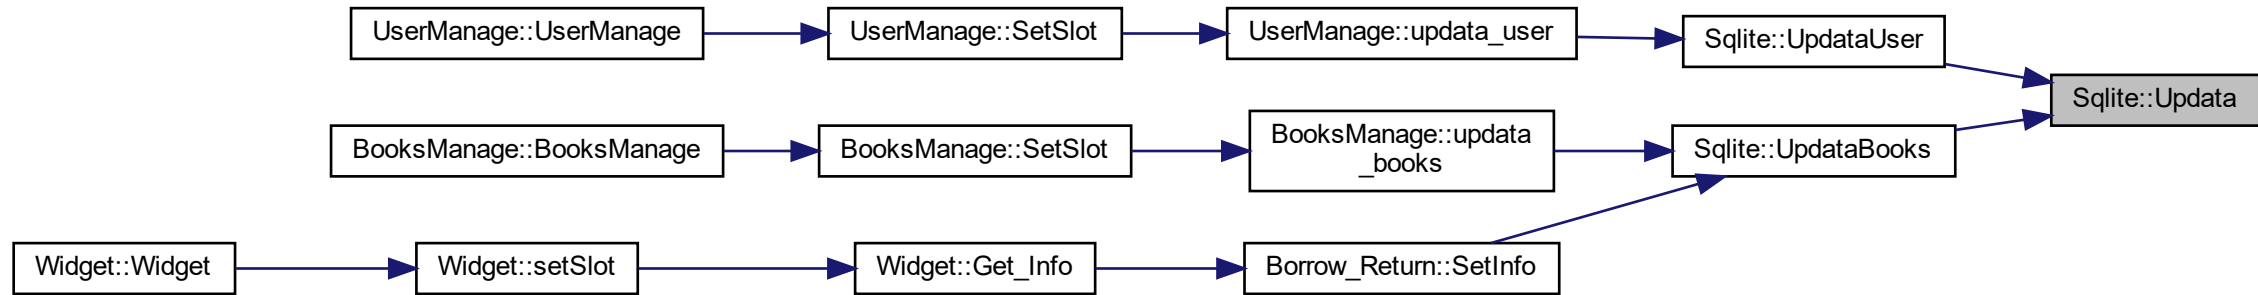 UserManage::UserManage
UserManage::SetSlot
UserManage::updata_user
Sqlite::UpdataUser
Sqlite::Updata
BooksManage::BooksManage
BooksManage::SetSlot
BooksManage::updata
_books
Sqlite::UpdataBooks
Widget::Widget
Widget::setSlot
Widget::Get_Info
Borrow_Return::SetInfo